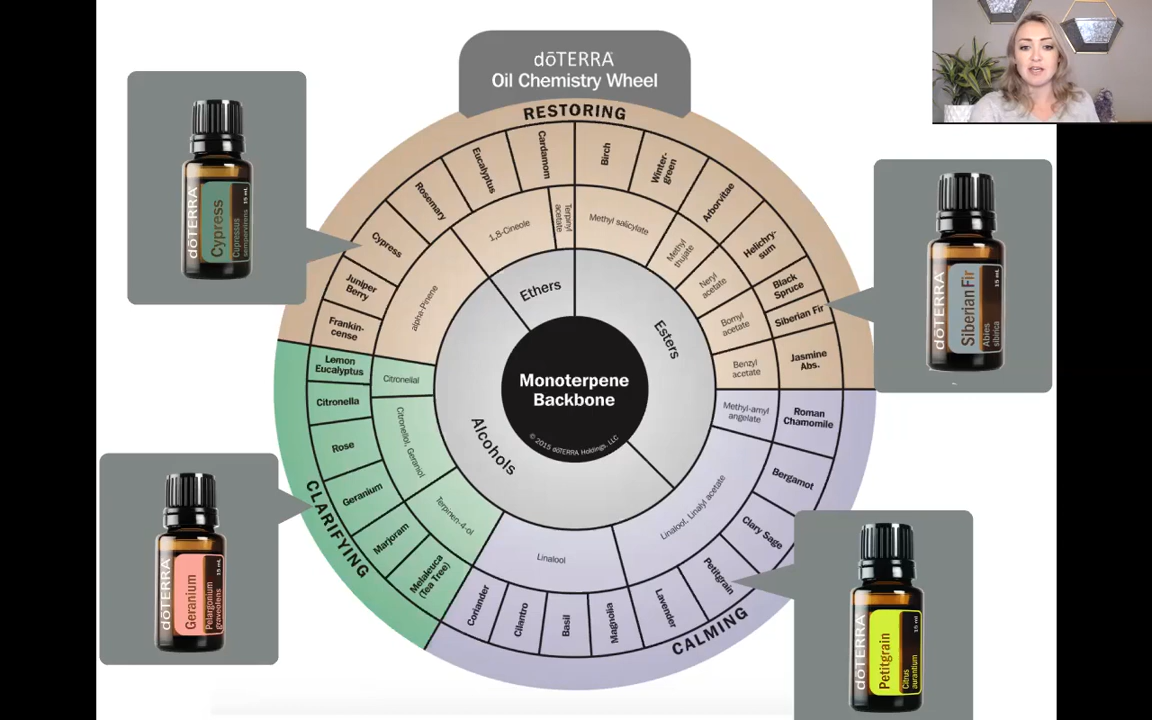 dōTERRA
Oil Chemistry Wheel
RESTORING
Frankin-
cense
Juniper
Berry
Cypress
Rosemary
Eucalyptus
Cardamom
Birch
Winter-
green
Arborvitae
Helichry-
sum
Black
Spruce
Siberian Fir
Jasmine
Abs.
alpha-Pinene
1,8-Cineole
Terpinyl
acetate
Methyl salicylate
Methyl
thujate
Neryl
acetate
Bornyl
acetate
Benzyl
acetate
Ethers
Esters
Alcohols
Monoterpene
Backbone
© 2015 dōTERRA Holdings, LLC
CLARIFYING
Lemon
Eucalyptus
Citronella
Rose
Geranium
Marjoram
Melaleuca
(Tea Tree)
Citronellal
Citronellol, Geraniol
Terpinen-4-ol
CALMING
Roman
Chamomile
Bergamot
Clary Sage
Petitgrain
Lavender
Magnolia
Basil
Cilantro
Coriander
Methyl-amyl
angelate
Linalool, Linalyl acetate
Linalool
dōTERRA
Cypress
Cupressus
sempervirens
15 mL
dōTERRA
Siberian Fir
Abies
sibirica
15 mL
dōTERRA
Geranium
Pelargonium
graveolens
15 mL
dōTERRA
Petitgrain
Citrus
aurantium
15 mL